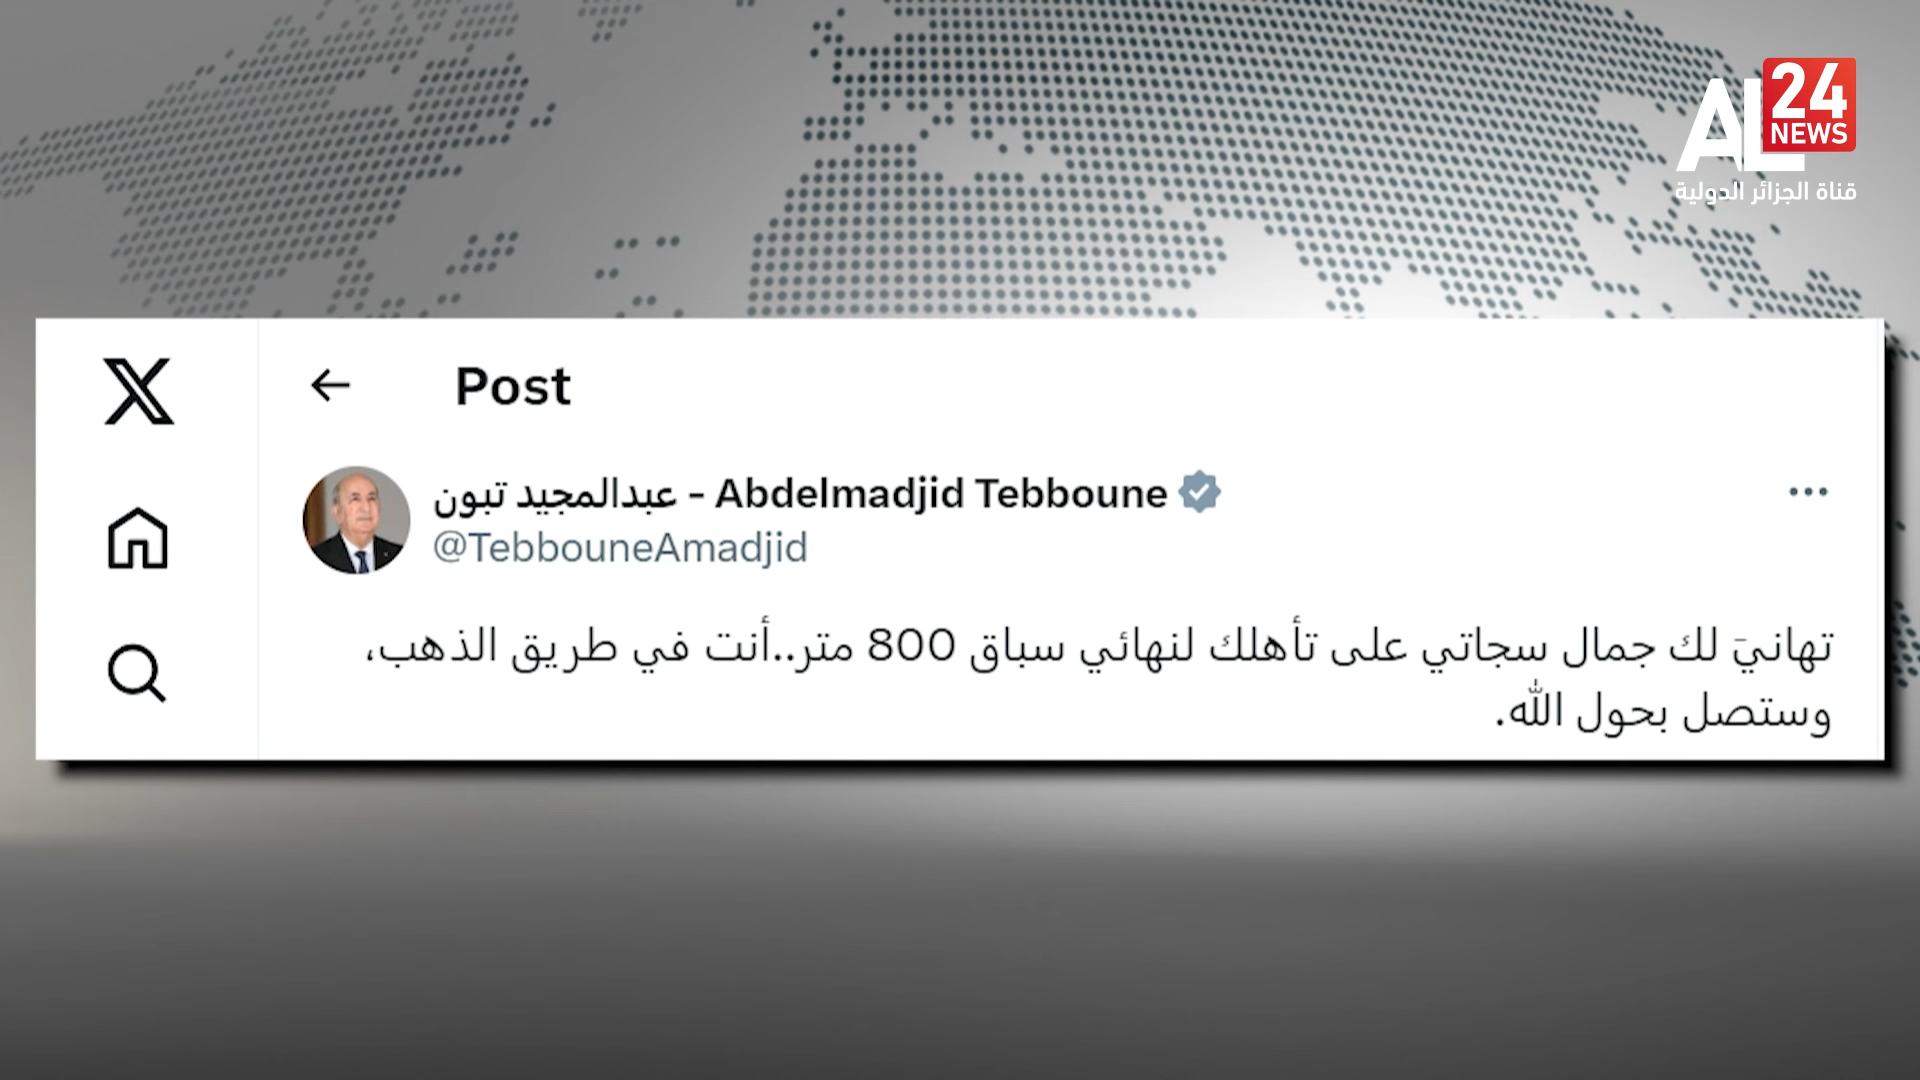 AL
24
NEWS
قناة الجزائر الدولية
Post
عبدالمجيد تبون - Abdelmadjid Tebboune
@TebbouneAmadjid
تهانيَ لك جمال سجاتي على تأهلك لنهائي سباق 800 متر..أنت في طريق الذهب،
وستصل بحول الله.